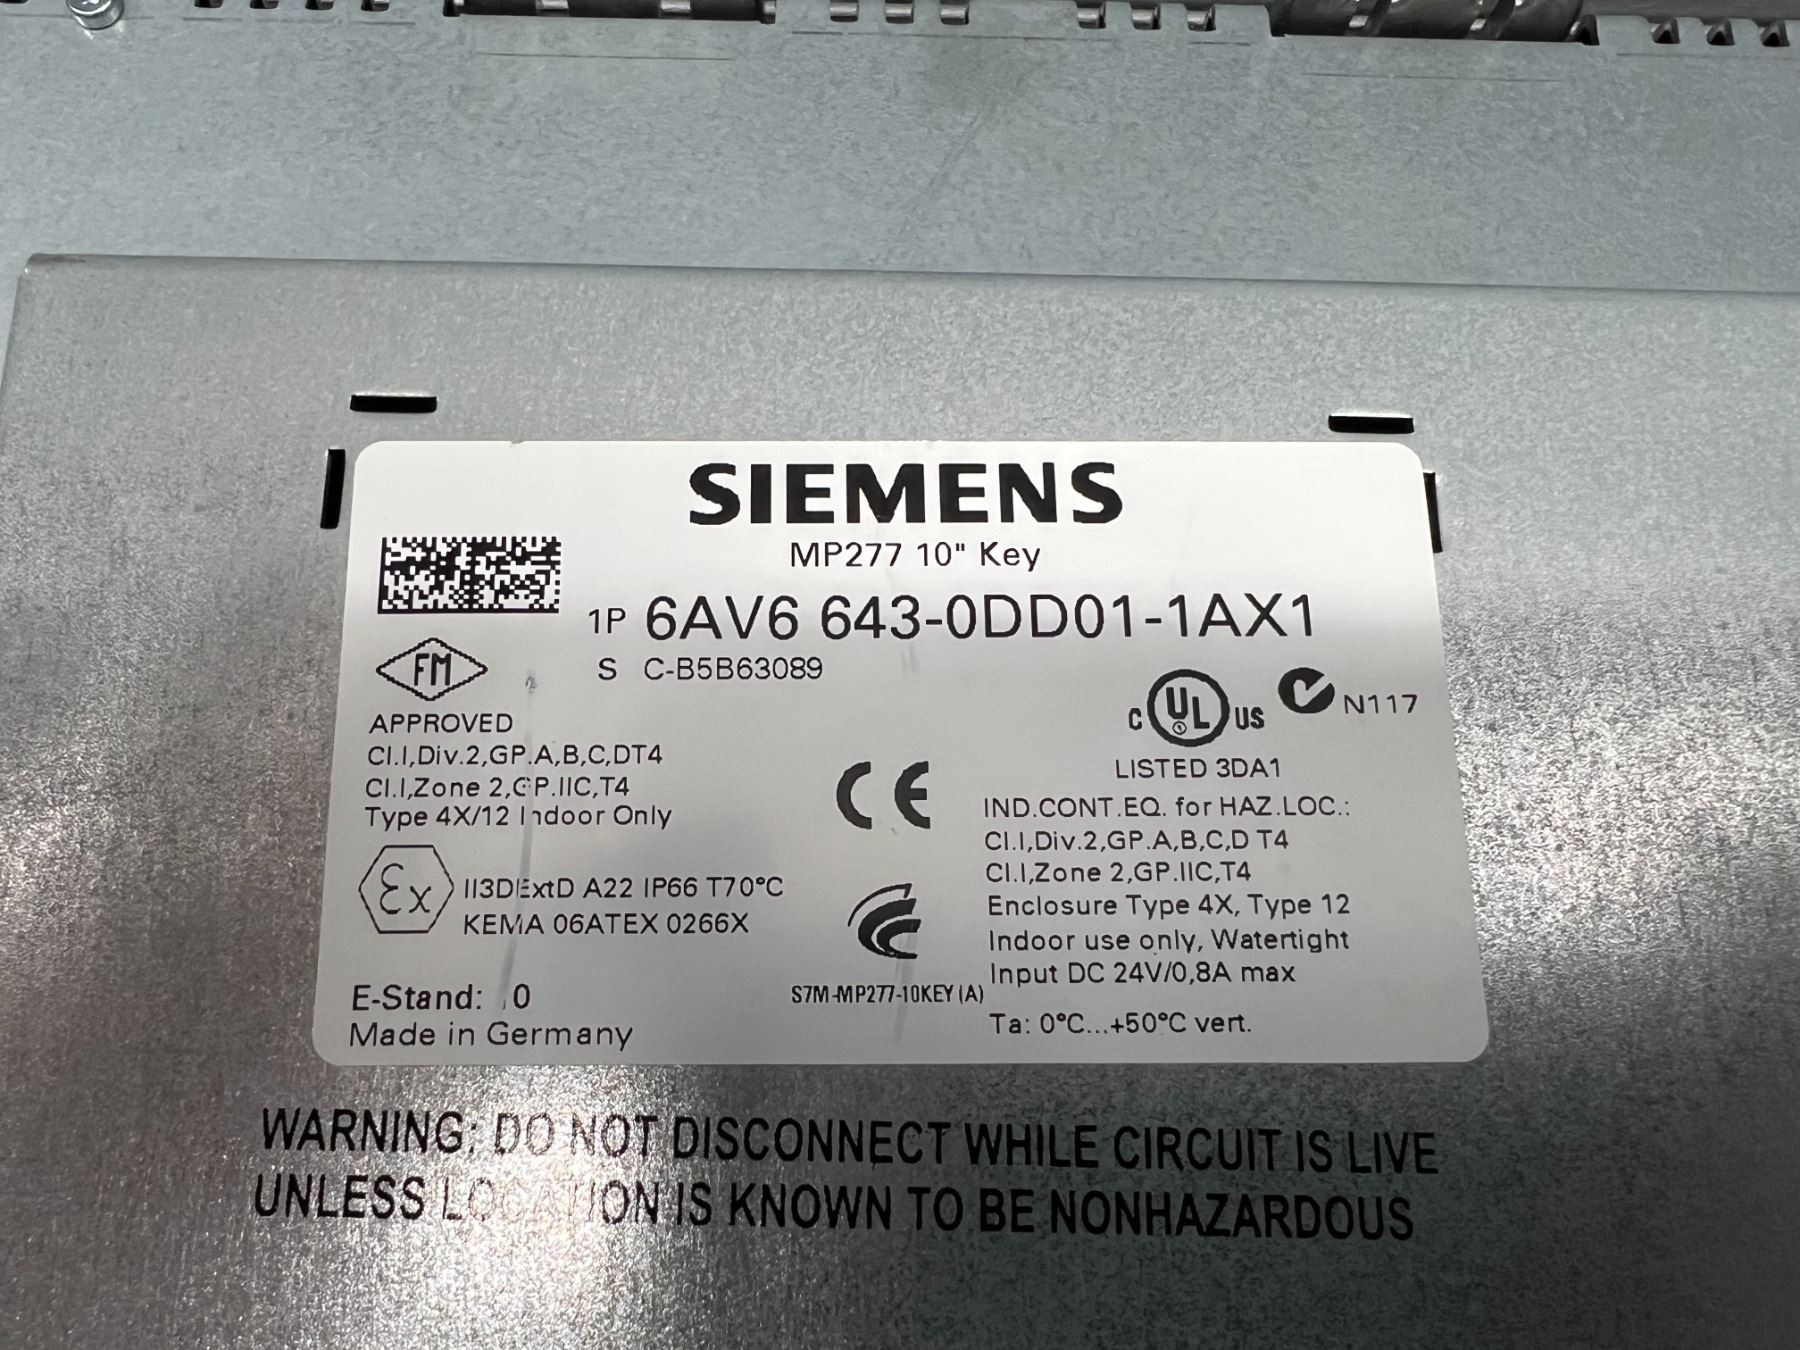 SIEMENS
MP277 10" Key
1P 6AV6 643-0DD01-1AX1
S C-B5B63089
FM
APPROVED
Cl.I,Div.2,GP.A,B,C,DT4
Cl.I,Zone 2,GP.IIC,T4
Type 4X/12 Indoor Only
Ex II3DExtD A22 IP66 T70°C
KEMA 06ATEX 0266X
E-Stand: 0
Made in Germany
CE
S7M-MP277-10KEY(A)
C UL US N117
LISTED 3DA1
IND.CONT.EQ. for HAZ.LOC.:
Cl.I,Div.2,GP.A,B,C,D T4
Cl.I,Zone 2,GP.IIC,T4
Enclosure Type 4X, Type 12
Indoor use only, Watertight
Input DC 24V/0,8A max
Ta: 0°C...+50°C vert.
WARNING: DO NOT DISCONNECT WHILE CIRCUIT IS LIVE
UNLESS LOCATION IS KNOWN TO BE NONHAZARDOUS